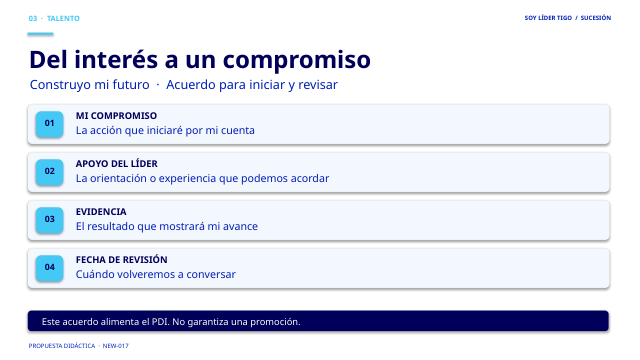 03 · TALENTO
SOY LÍDER TIGO / SUCESIÓN
Del interés a un compromiso
Construyo mi futuro · Acuerdo para iniciar y revisar
01
MI COMPROMISO
La acción que iniciaré por mi cuenta
02
APOYO DEL LÍDER
La orientación o experiencia que podemos acordar
03
EVIDENCIA
El resultado que mostrará mi avance
04
FECHA DE REVISIÓN
Cuándo volveremos a conversar
Este acuerdo alimenta el PDI. No garantiza una promoción.
PROPUESTA DIDÁCTICA · NEW-017